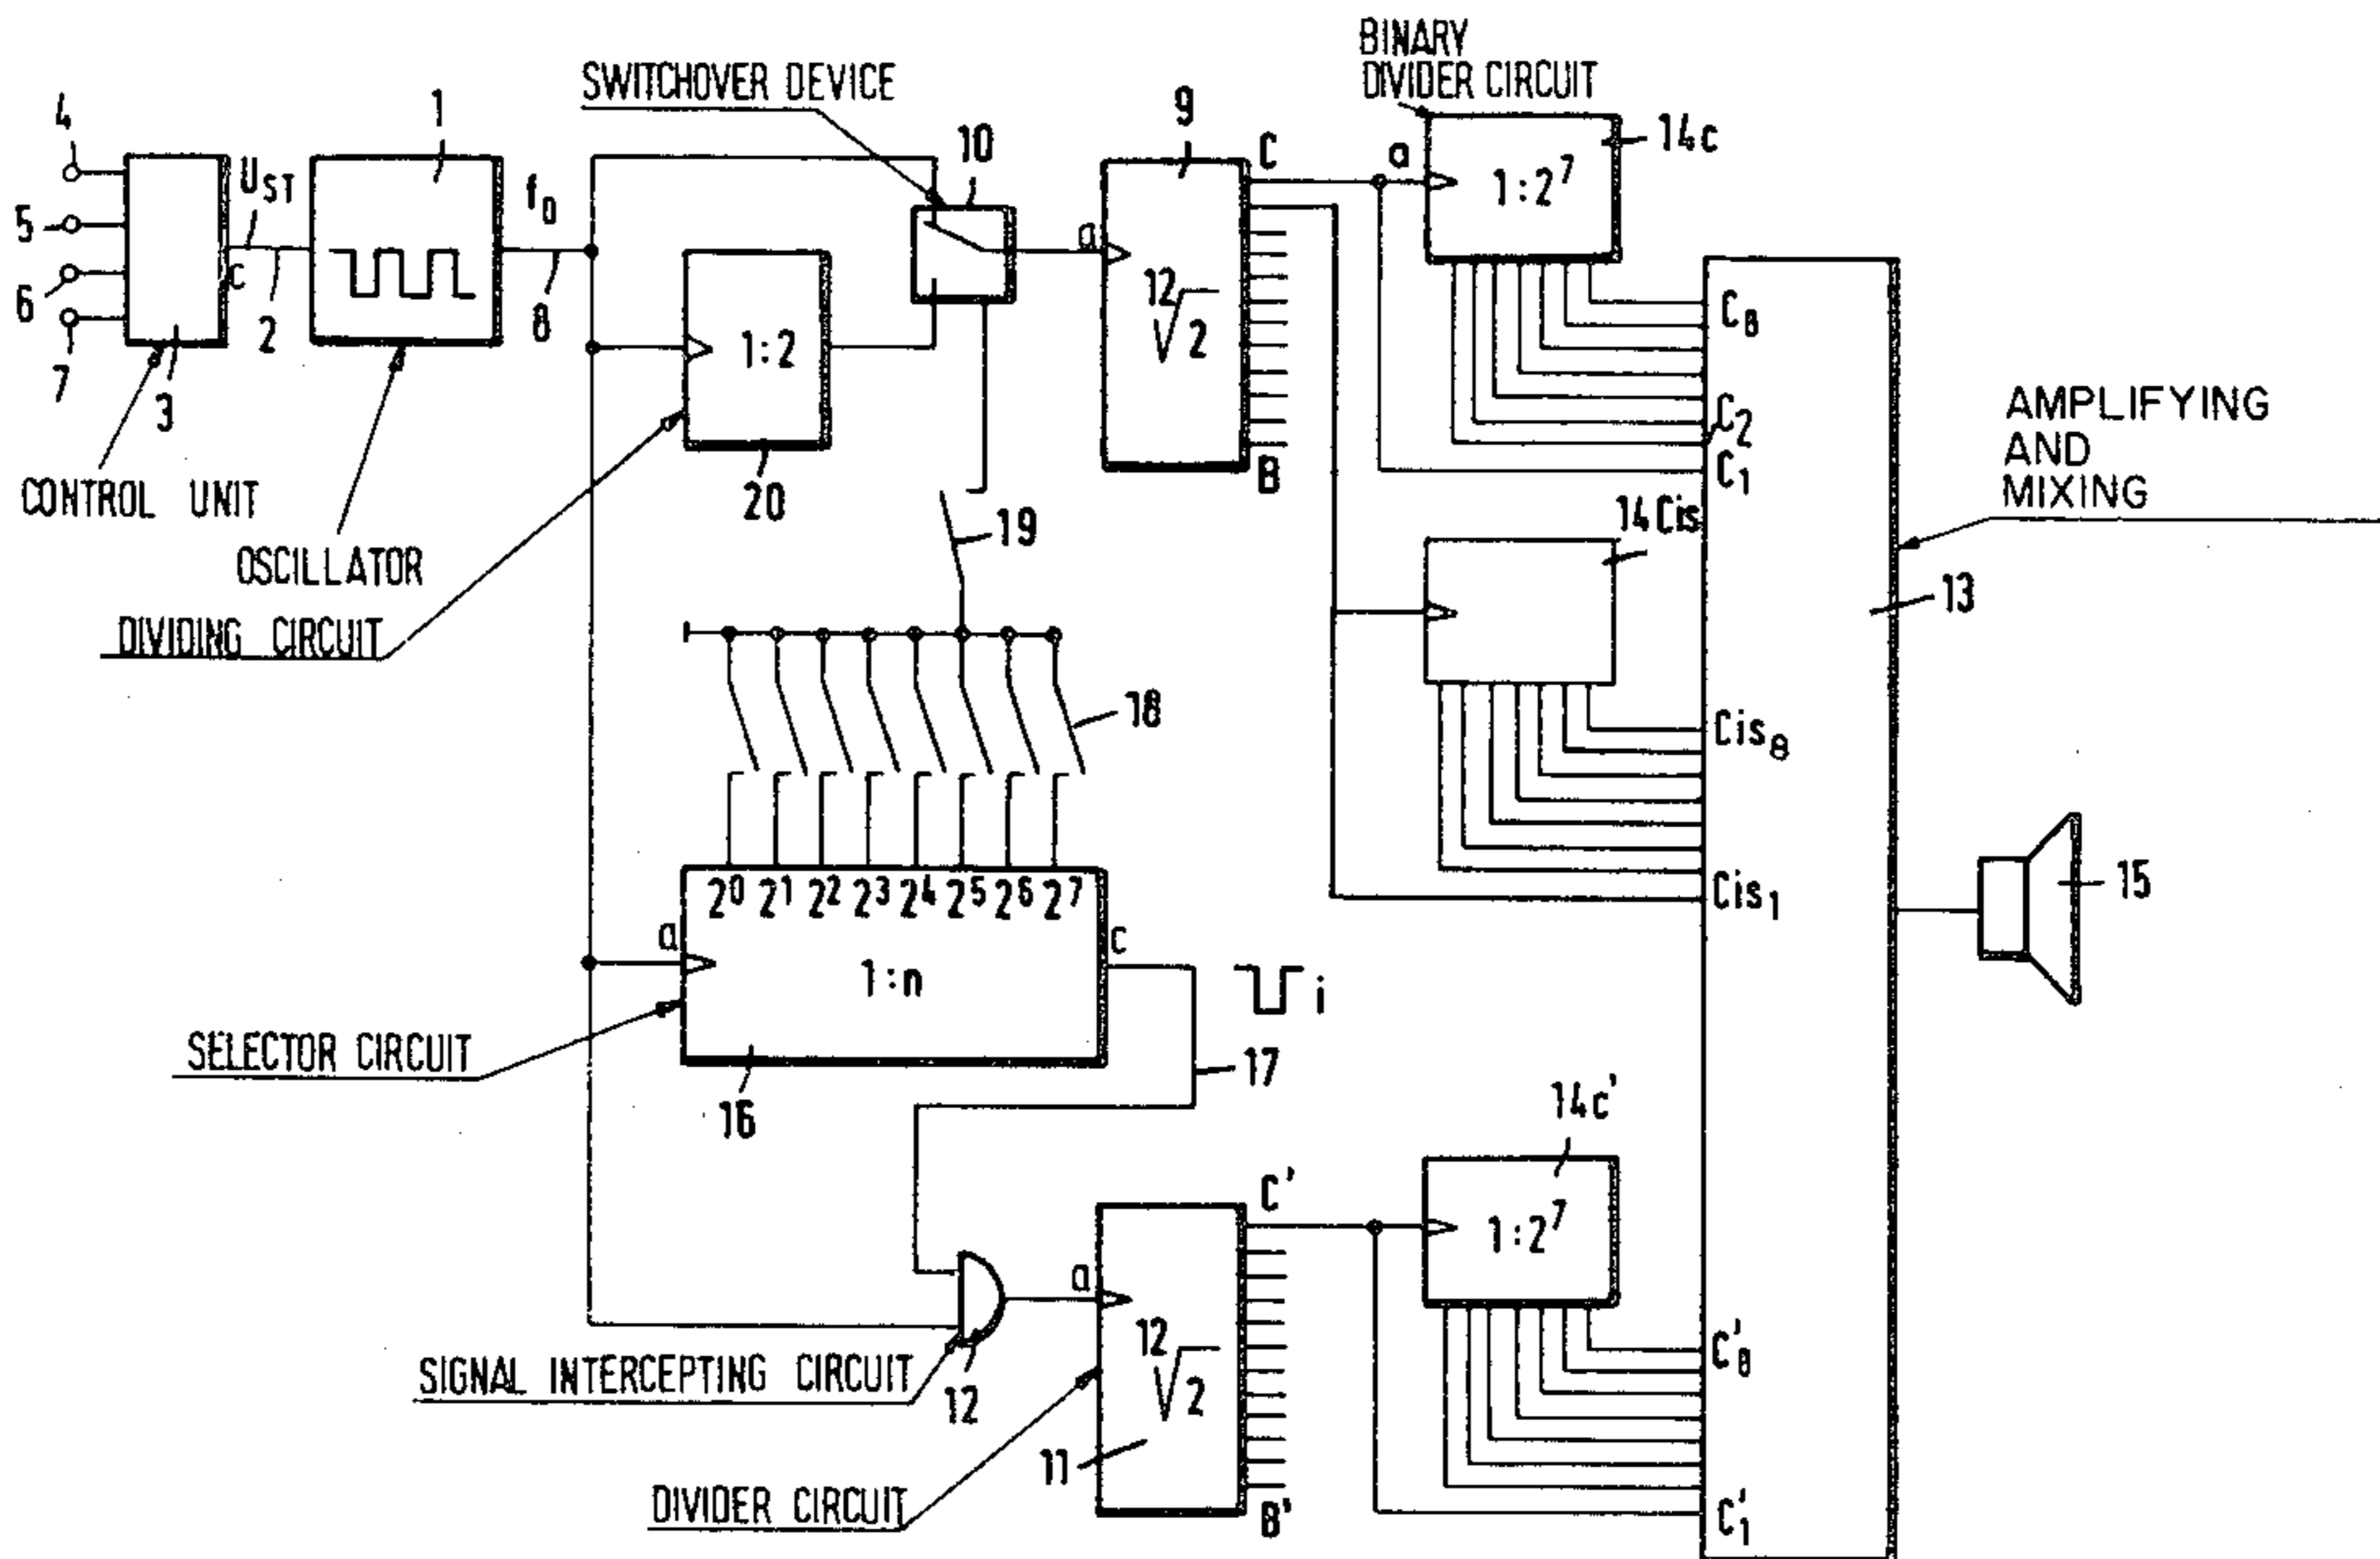 BINARY
DIVIDER CIRCUIT
SWITCHOVER DEVICE
4
1
9
14c
10
C
a
U_ST
f_0
5
1:2^7
a
C
6
2
8
1:2
12√2
C_8
7
3
AMPLIFYING
AND
MIXING
C_2
C_1
CONTROL UNIT
20
B
14Cis
19
OSCILLATOR
13
DIVIDING CIRCUIT
18
Cis_8
2^0 2^1 2^2 2^3 2^4 2^5 2^6 2^7
15
Cis_1
a
c
1:n
i
SELECTOR CIRCUIT
17
16
14c'
C'
1:2^7
a
12√2
C'_8
SIGNAL INTERCEPTING CIRCUIT
12
11
DIVIDER CIRCUIT
B'
C'_1